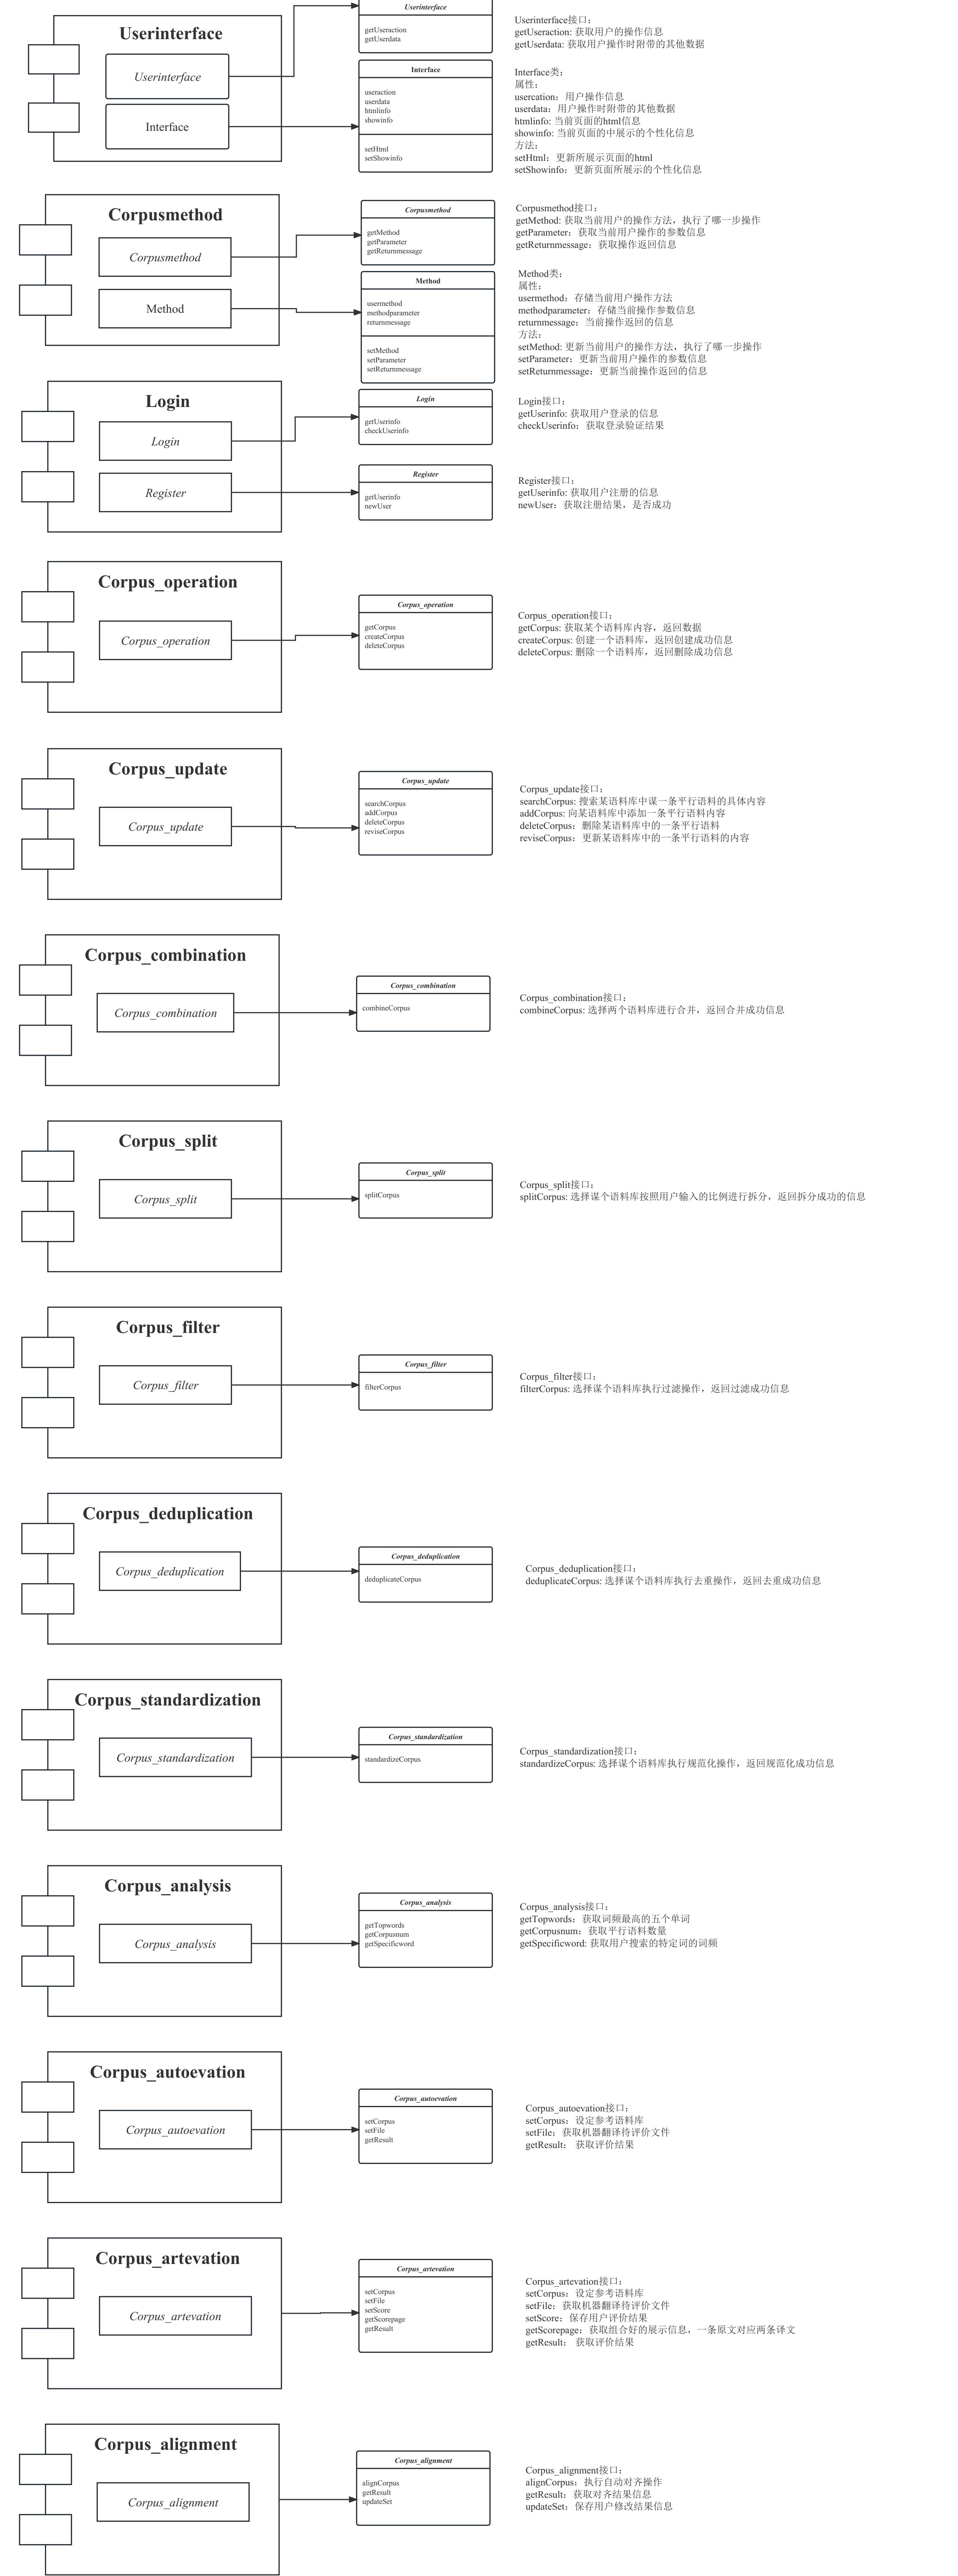 Userinterface
Userinterface
Interface
Userinterface
getUseraction
getUserdata
Interface
useraction
userdata
htmlinfo
showinfo
setHtml
setShowinfo
Userinterface接口：
getUseraction: 获取用户的操作信息
getUserdata: 获取用户操作时附带的其他数据
Interface类：
属性：
usercation：用户操作信息
userdata：用户操作时附带的其他数据
htmlinfo: 当前页面的html信息
showinfo: 当前页面的中展示的个性化信息
方法：
setHtml：更新所展示页面的html
setShowinfo：更新页面所展示的个性化信息
Corpusmethod
Corpusmethod
Method
Corpusmethod
getMethod
getParameter
getReturnmessage
Method
usermethod
methodparameter
returnmessage
setMethod
setParameter
setReturnmessage
Corpusmethod接口：
getMethod: 获取当前用户的操作方法，执行了哪一步操作
getParameter：获取当前用户操作的参数信息
getReturnmessage：获取操作返回信息
Method类：
属性：
usermethod：存储当前用户操作方法
methodparameter：存储当前操作参数信息
returnmessage：当前操作返回的信息
方法：
setMethod: 更新当前用户的操作方法，执行了哪一步操作
setParameter：更新当前用户操作的参数信息
setReturnmessage：更新当前操作返回的信息
Login
Login
Register
Login
getUserinfo
checkUserinfo
Register
getUserinfo
newUser
Login接口：
getUserinfo: 获取用户登录的信息
checkUserinfo：获取登录验证结果
Register接口：
getUserinfo: 获取用户注册的信息
newUser：获取注册结果，是否成功
Corpus_operation
Corpus_operation
Corpus_operation
getCorpus
createCorpus
deleteCorpus
Corpus_operation接口：
getCorpus: 获取某个语料库内容，返回数据
createCorpus: 创建一个语料库，返回创建成功信息
deleteCorpus: 删除一个语料库，返回删除成功信息
Corpus_update
Corpus_update
Corpus_update
searchCorpus
addCorpus
deleteCorpus
reviseCorpus
Corpus_update接口：
searchCorpus: 搜索某语料库中谋一条平行语料的具体内容
addCorpus: 向某语料库中添加一条平行语料内容
deleteCorpus：删除某语料库中的一条平行语料
reviseCorpus：更新某语料库中的一条平行语料的内容
Corpus_combination
Corpus_combination
Corpus_combination
combineCorpus
Corpus_combination接口：
combineCorpus: 选择两个语料库进行合并，返回合并成功信息
Corpus_split
Corpus_split
Corpus_split
splitCorpus
Corpus_split接口：
splitCorpus: 选择谋个语料库按照用户输入的比例进行拆分，返回拆分成功的信息
Corpus_filter
Corpus_filter
Corpus_filter
filterCorpus
Corpus_filter接口：
filterCorpus: 选择谋个语料库执行过滤操作，返回过滤成功信息
Corpus_deduplication
Corpus_deduplication
Corpus_deduplication
deduplicateCorpus
Corpus_deduplication接口：
deduplicateCorpus: 选择谋个语料库执行去重操作，返回去重成功信息
Corpus_standardization
Corpus_standardization
Corpus_standardization
standardizeCorpus
Corpus_standardization接口：
standardizeCorpus: 选择谋个语料库执行规范化操作，返回规范化成功信息
Corpus_analysis
Corpus_analysis
Corpus_analysis
getTopwords
getCorpusnum
getSpecificword
Corpus_analysis接口：
getTopwords：获取词频最高的五个单词
getCorpusnum：获取平行语料数量
getSpecificword: 获取用户搜索的特定词的词频
Corpus_autoevation
Corpus_autoevation
Corpus_autoevation
setCorpus
setFile
getResult
Corpus_autoevation接口：
setCorpus：设定参考语料库
setFile：获取机器翻译待评价文件
getResult： 获取评价结果
Corpus_artevation
Corpus_artevation
Corpus_artevation
setCorpus
setFile
setScore
getScorepage
getResult
Corpus_artevation接口：
setCorpus：设定参考语料库
setFile：获取机器翻译待评价文件
setScore：保存用户评价结果
getScorepage：获取组合好的展示信息，一条原文对应两条译文
getResult： 获取评价结果
Corpus_alignment
Corpus_alignment
Corpus_alignment
alignCorpus
getResult
updateSet
Corpus_alignment接口：
alignCorpus：执行自动对齐操作
getResult：获取对齐结果信息
updateSet：保存用户修改结果信息